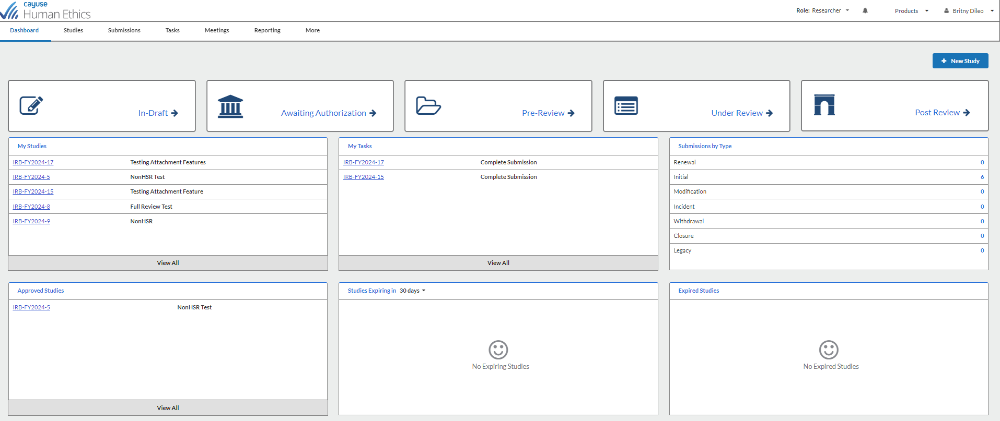 cayuse
Human Ethics
Role: Researcher
Products
Britny Dileo
Dashboard Studies Submissions Tasks Meetings Reporting More
+ New Study
In-Draft
Awaiting Authorization
Pre-Review
Under Review
Post Review
My Studies
IRB-FY2024-17 Testing Attachment Features
IRB-FY2024-5 NonHSR Test
IRB-FY2024-15 Testing Attachment Feature
IRB-FY2024-8 Full Review Test
IRB-FY2024-9 NonHSR
View All
My Tasks
IRB-FY2024-17 Complete Submission
IRB-FY2024-15 Complete Submission
View All
Submissions by Type
Renewal 0
Initial 6
Modification 0
Incident 0
Withdrawal 0
Closure 0
Legacy 0
Approved Studies
IRB-FY2024-5 NonHSR Test
View All
Studies Expiring in 30 days
No Expiring Studies
Expired Studies
No Expired Studies